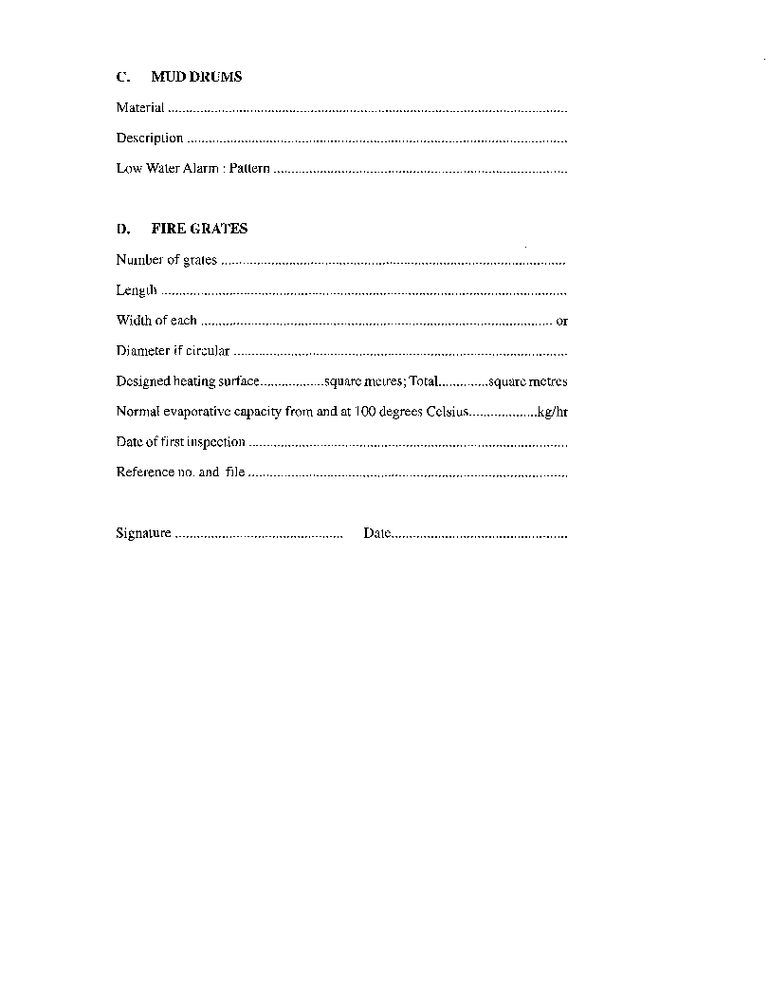 C. MUD DRUMS
Material ..........................................................................................................
Description .....................................................................................................
Low Water Alarm : Pattern ..............................................................................
D. FIRE GRATES
Number of grates ............................................................................................
Length ............................................................................................................
Width of each .............................................................................................. or
Diameter if circular .........................................................................................
Designed heating surface..................square metres; Total..............square metres
Normal evaporative capacity from and at 100 degrees Celsius...................kg/hr
Date of first inspection .....................................................................................
Reference no. and file .....................................................................................
Signature ............................................... Date.................................................